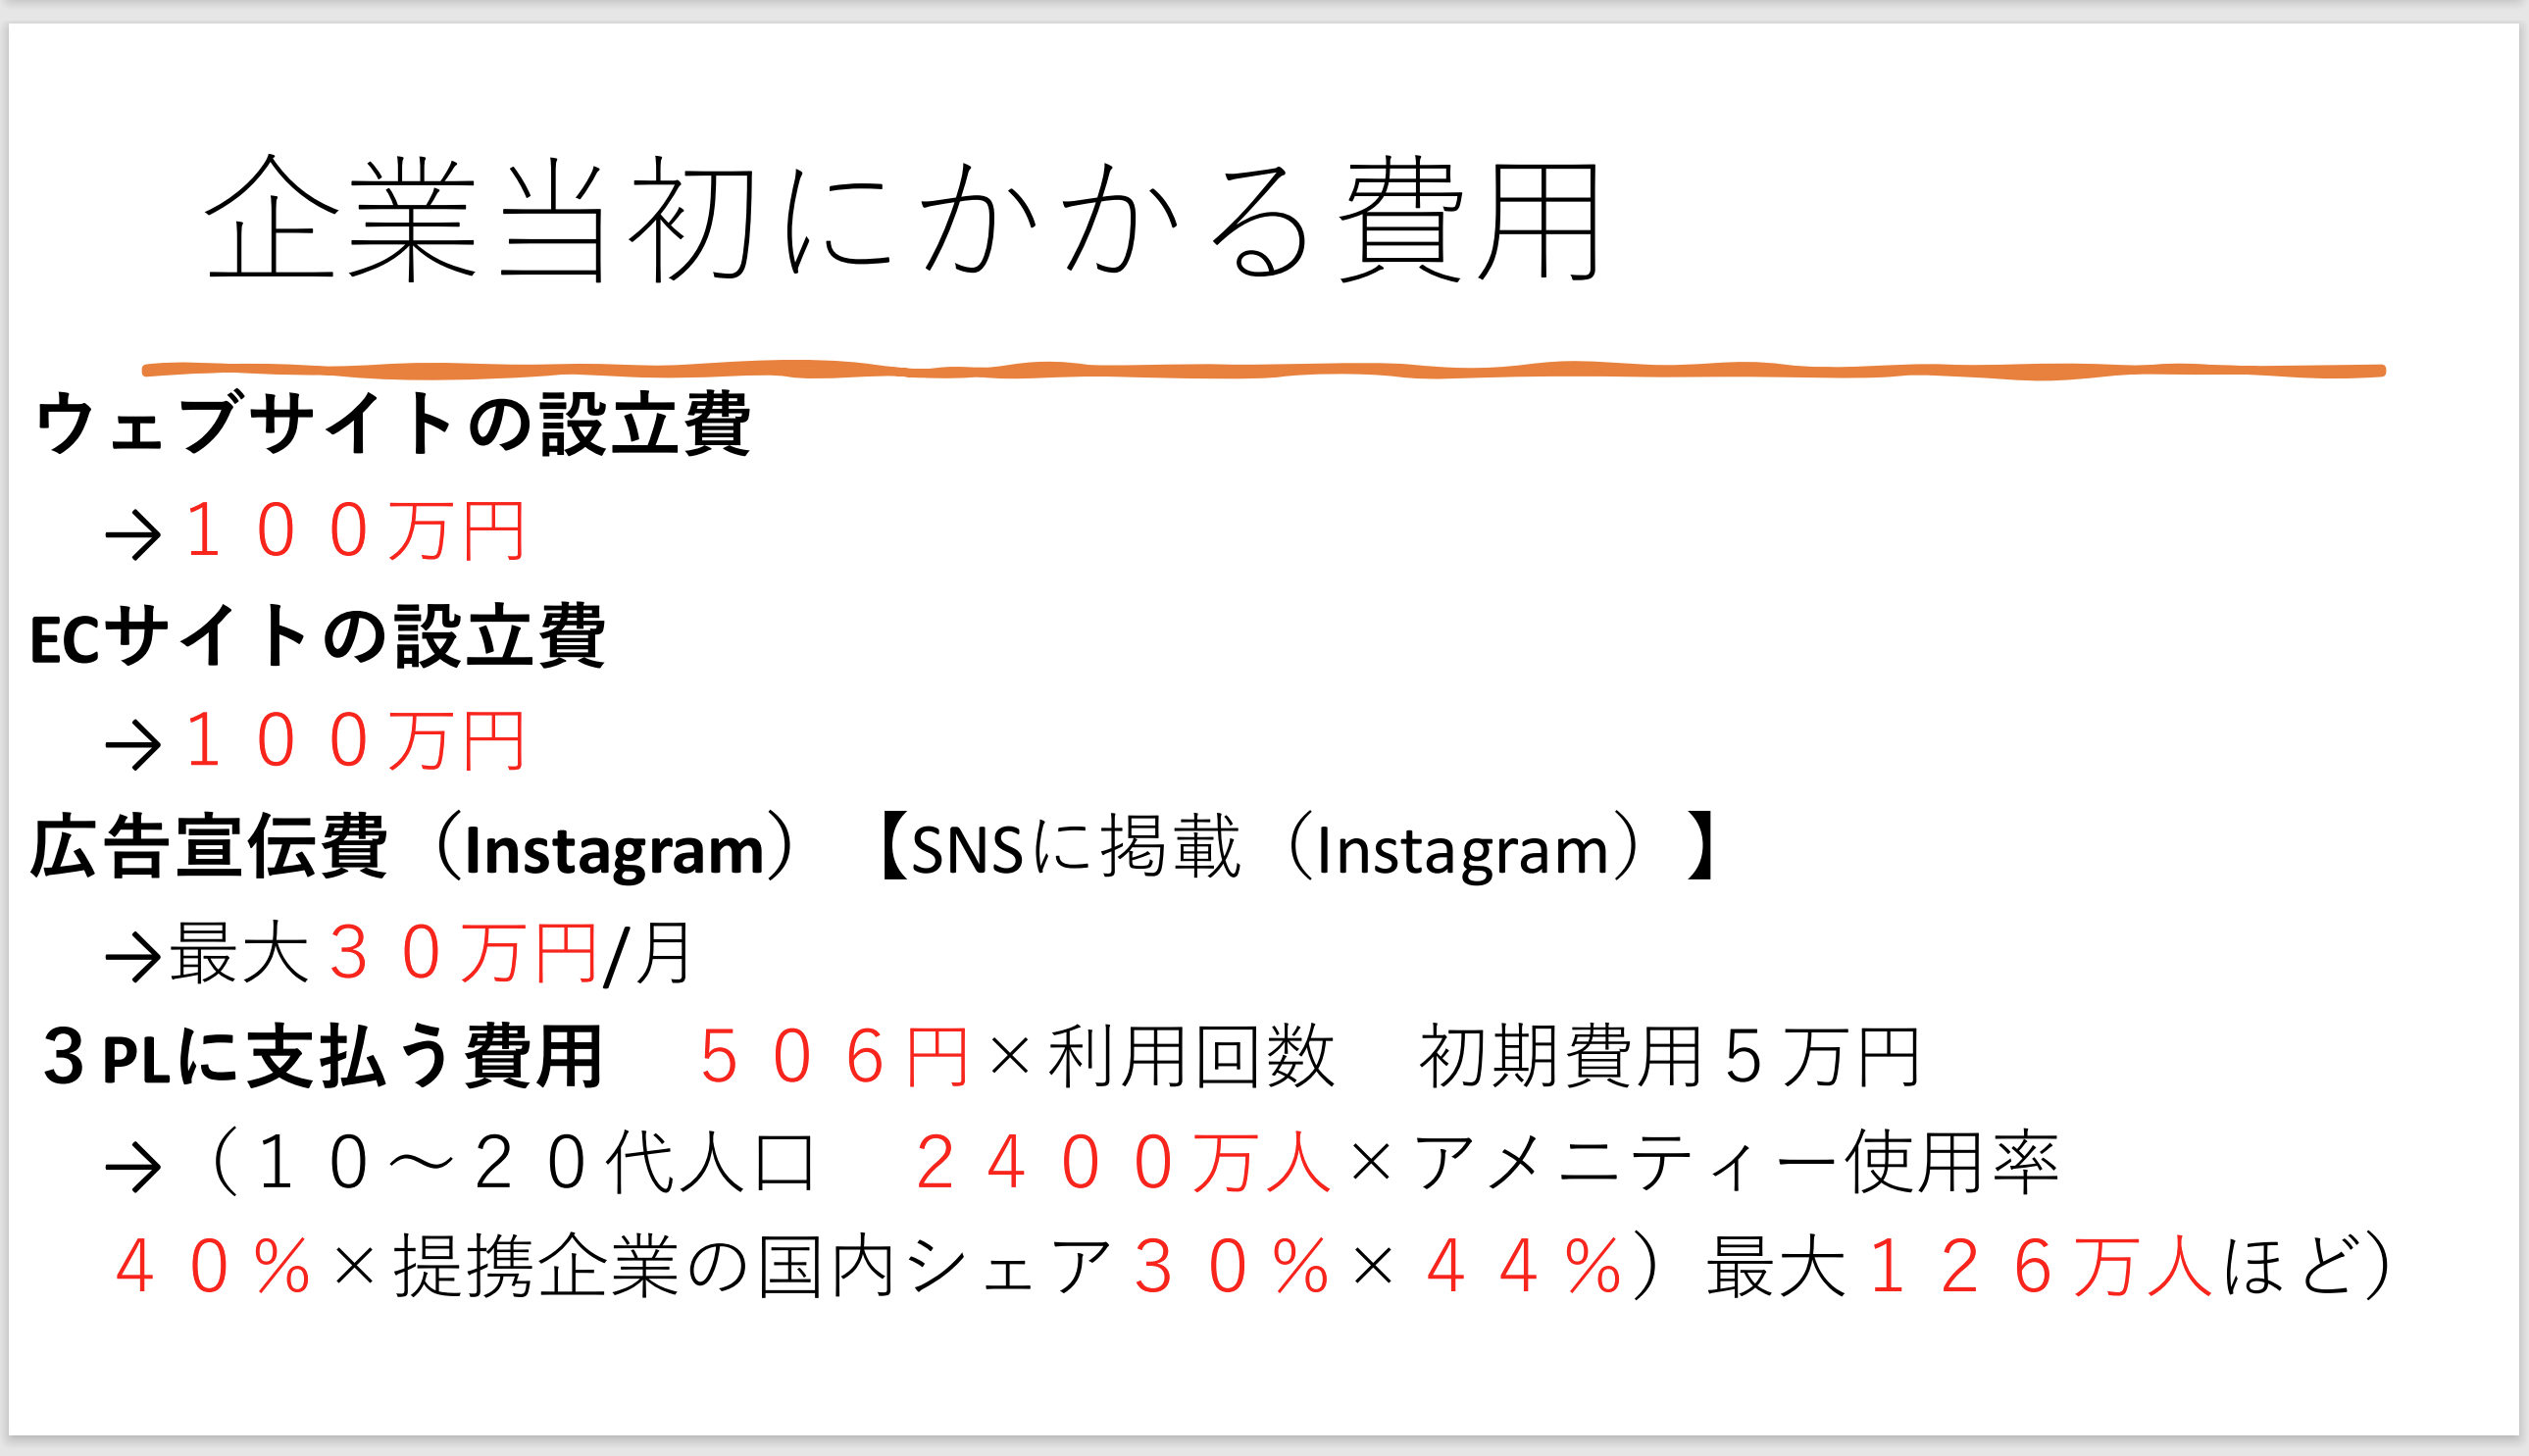 企業当初にかかる費用
ウェブサイトの設立費
→１００万円
ECサイトの設立費
→１００万円
広告宣伝費（Instagram）　【SNSに掲載（Instagram）】
→最大３０万円/月
３PLに支払う費用　５０６円×利用回数　初期費用５万円
→（１０～２０代人口　２４００万人×アメニティー使用率
４０％×提携企業の国内シェア３０％×４４％）最大１２６万人ほど）